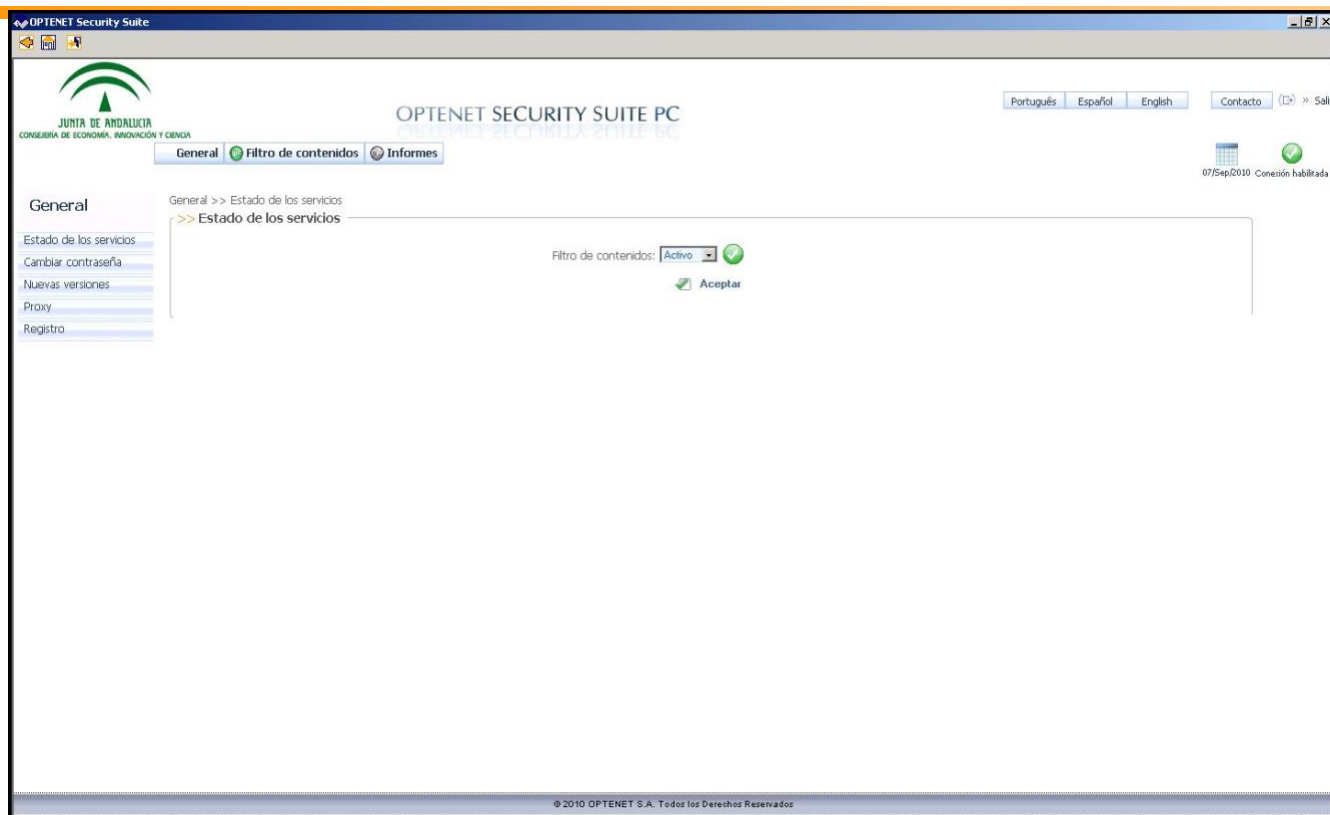 OPTENET Security Suite
JUNTA DE ANDALUCIA
CONSEJERÍA DE ECONOMÍA, INNOVACIÓN Y CIENCIA
OPTENET SECURITY SUITE PC
Português Español English Contacto » Sali
General Filtro de contenidos Informes
07/Sep/2010 Conexión habilitada
General
Estado de los servicios
Cambiar contraseña
Nuevas versiones
Proxy
Registro
General >> Estado de los servicios
>> Estado de los servicios
Filtro de contenidos: Activo
Aceptar
© 2010 OPTENET S.A. Todos los Derechos Reservados